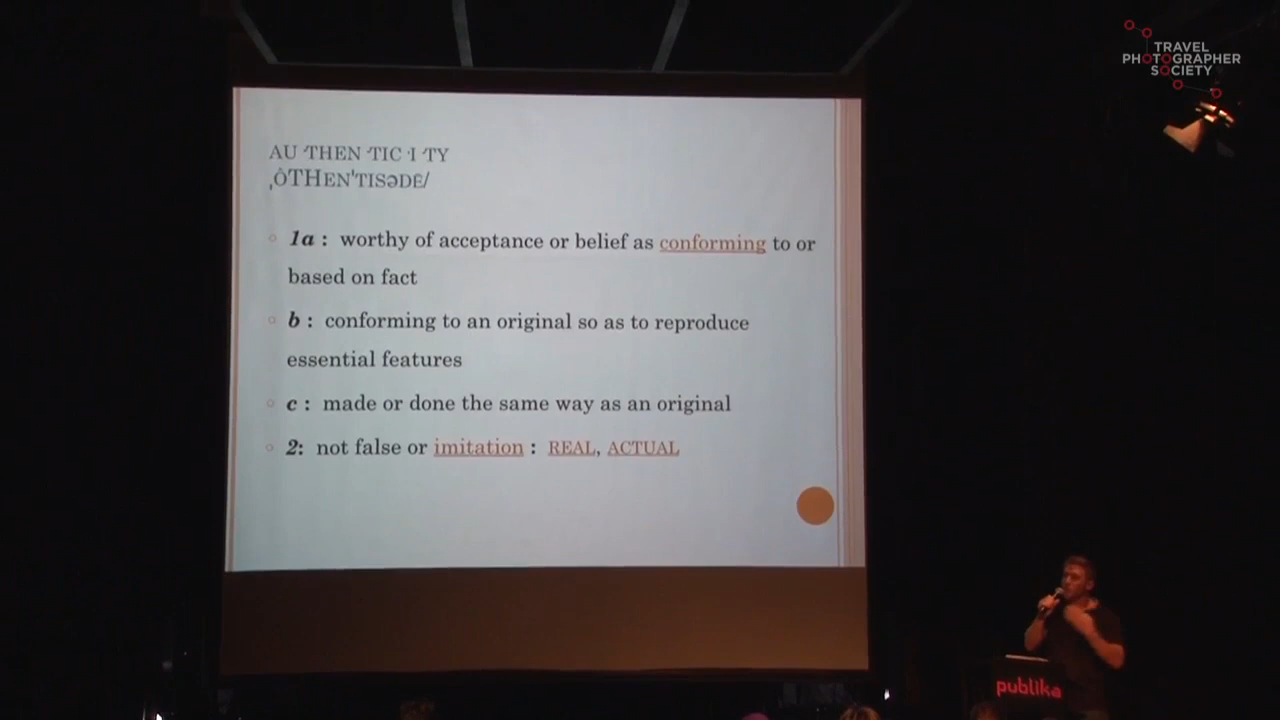 TRAVEL
PHOTOGRAPHER
SOCIETY
AU ·THEN ·TIC ·I ·TY
ˌÔTHEN'TISƏDĒ/
1a : worthy of acceptance or belief as conforming to or
based on fact
b : conforming to an original so as to reproduce
essential features
c : made or done the same way as an original
2: not false or imitation : REAL, ACTUAL
publika